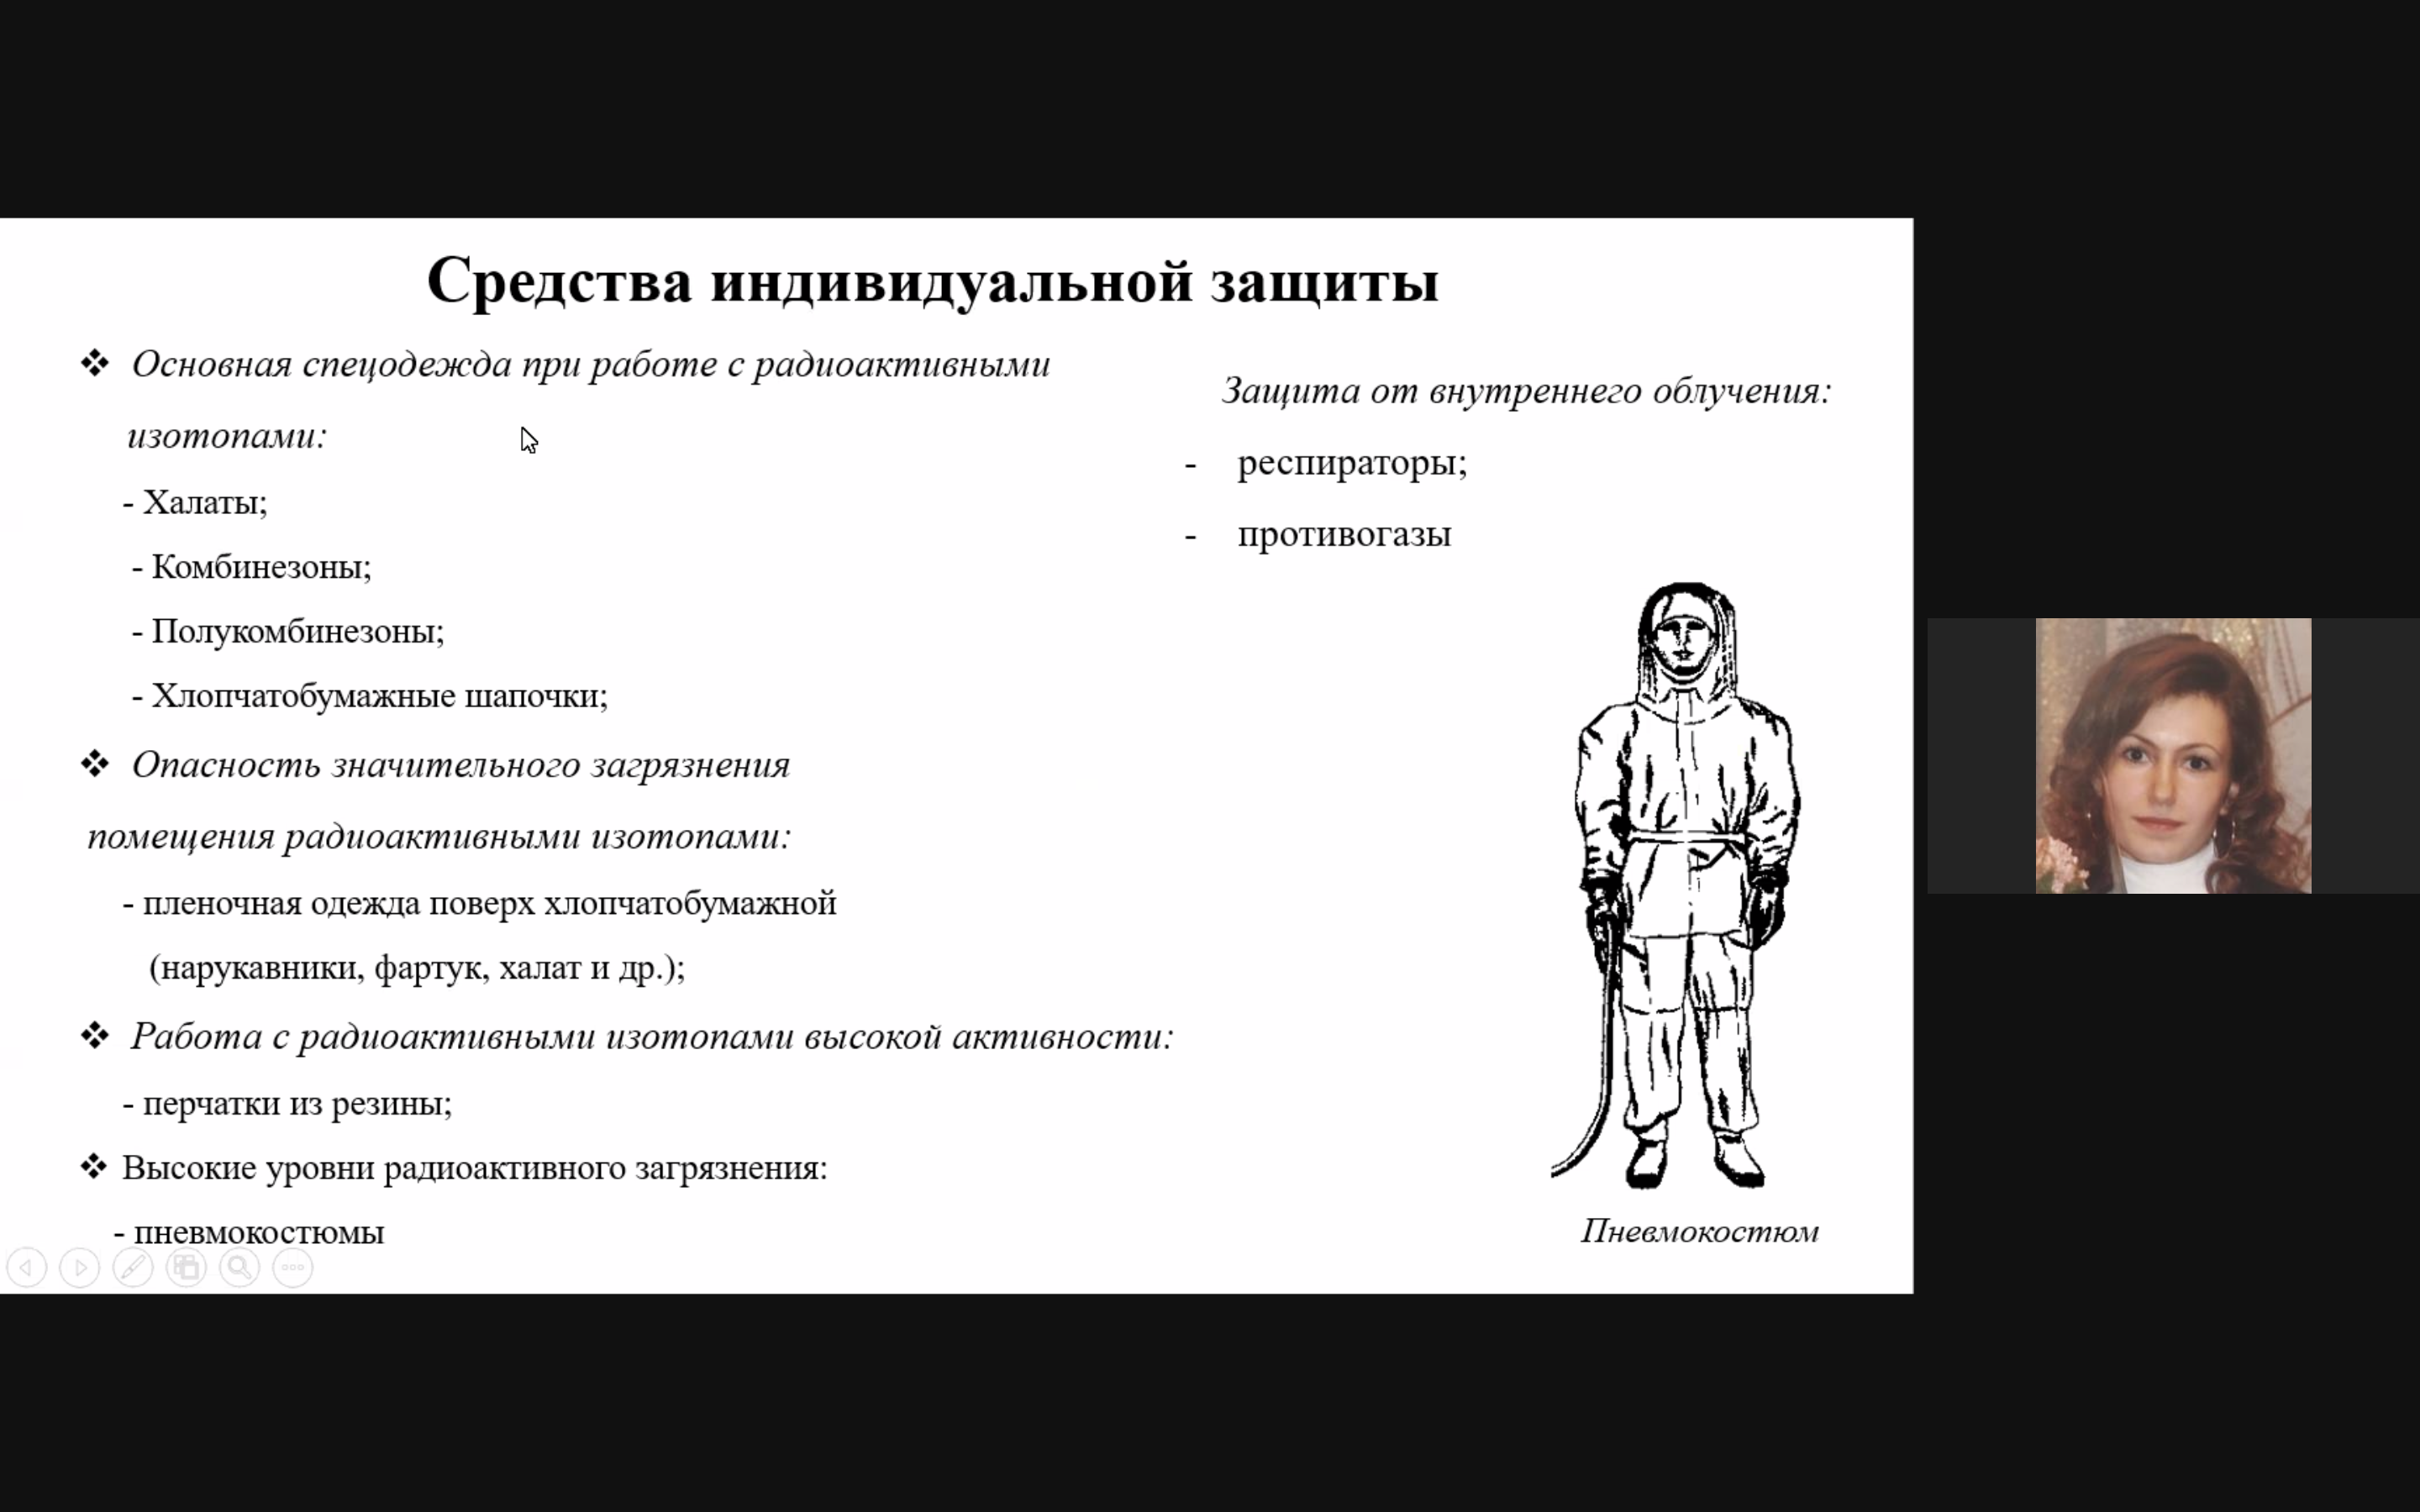 Средства индивидуальной защиты
❖ Основная спецодежда при работе с радиоактивными
изотопами:
- Халаты;
- Комбинезоны;
- Полукомбинезоны;
- Хлопчатобумажные шапочки;
❖ Опасность значительного загрязнения
помещения радиоактивными изотопами:
- пленочная одежда поверх хлопчатобумажной
(нарукавники, фартук, халат и др.);
❖ Работа с радиоактивными изотопами высокой активности:
- перчатки из резины;
❖ Высокие уровни радиоактивного загрязнения:
- пневмокостюмы
Защита от внутреннего облучения:
- респираторы;
- противогазы
Пневмокостюм